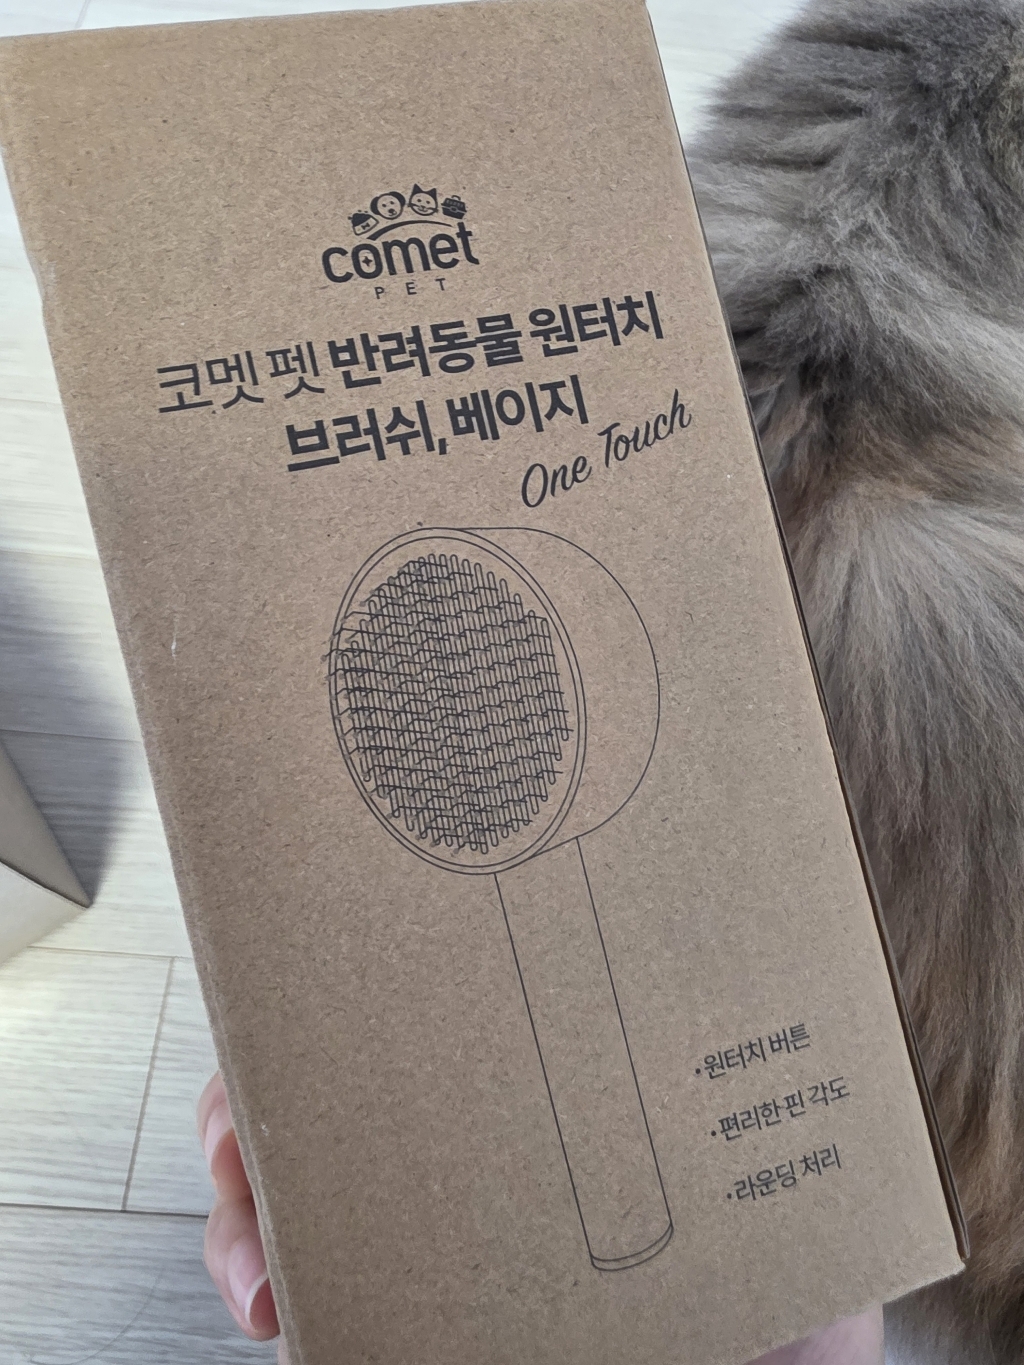 comet
PET
코멧 펫 반려동물 원터치
브러쉬, 베이지
One Touch
·원터치 버튼
·편리한 핀 각도
·라운딩 처리